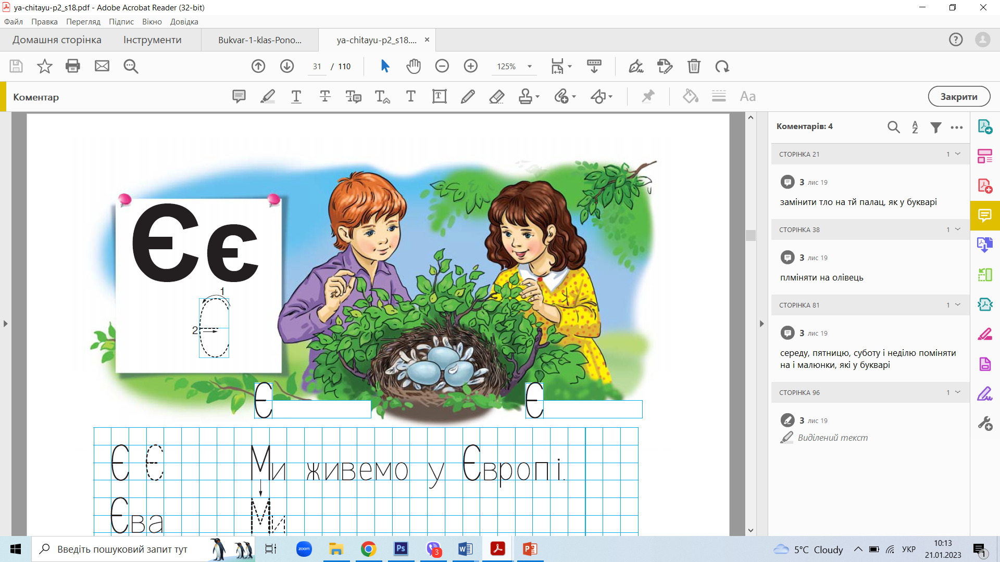 ya-chitayu-p2_s18.pdf - Adobe Acrobat Reader (32-bit)
Файл Правка Перегляд Підпис Вікно Довідка
Домашня сторінка Інструменти Bukvar-1-klas-Pono... ya-chitayu-p2_s18....
31 / 110 125%
Коментар
Закрити
Коментарів: 4
СТОРІНКА 21 1
З лис 19
замінити тло на тй палац, як у букварі
СТОРІНКА 38 1
З лис 19
плміняти на олівець
СТОРІНКА 81 1
З лис 19
середу, пятницю, суботу і неділю поміняти
на і малюнки, які у букварі
СТОРІНКА 96 1
З лис 19
Виділений текст
Єє
1
2
Є Є
Є Є Ми живемо у Європі.
Єва Ми
Введіть пошуковий запит тут
zoom
Ps
3
W
P
5°C Cloudy
УКР
10:13
21.01.2023
1